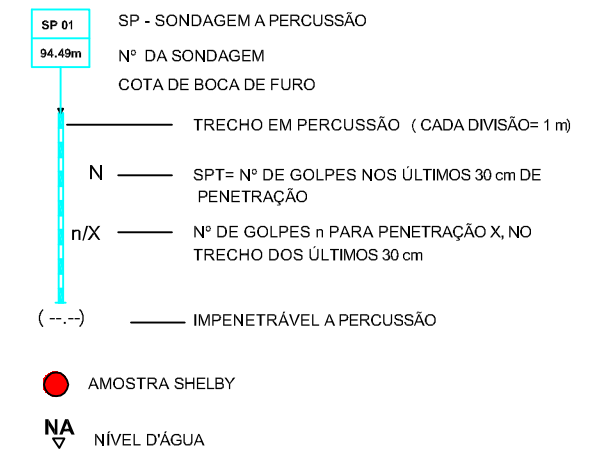 SP 01
SP - SONDAGEM A PERCUSSÃO
94.49m
Nº DA SONDAGEM
COTA DE BOCA DE FURO
TRECHO EM PERCUSSÃO ( CADA DIVISÃO= 1 m)
N
SPT= Nº DE GOLPES NOS ÚLTIMOS 30 cm DE
PENETRAÇÃO
n/X
Nº DE GOLPES n PARA PENETRAÇÃO X, NO
TRECHO DOS ÚLTIMOS 30 cm
( --.--)
IMPENETRÁVEL A PERCUSSÃO
AMOSTRA SHELBY
NA
NÍVEL D'ÁGUA